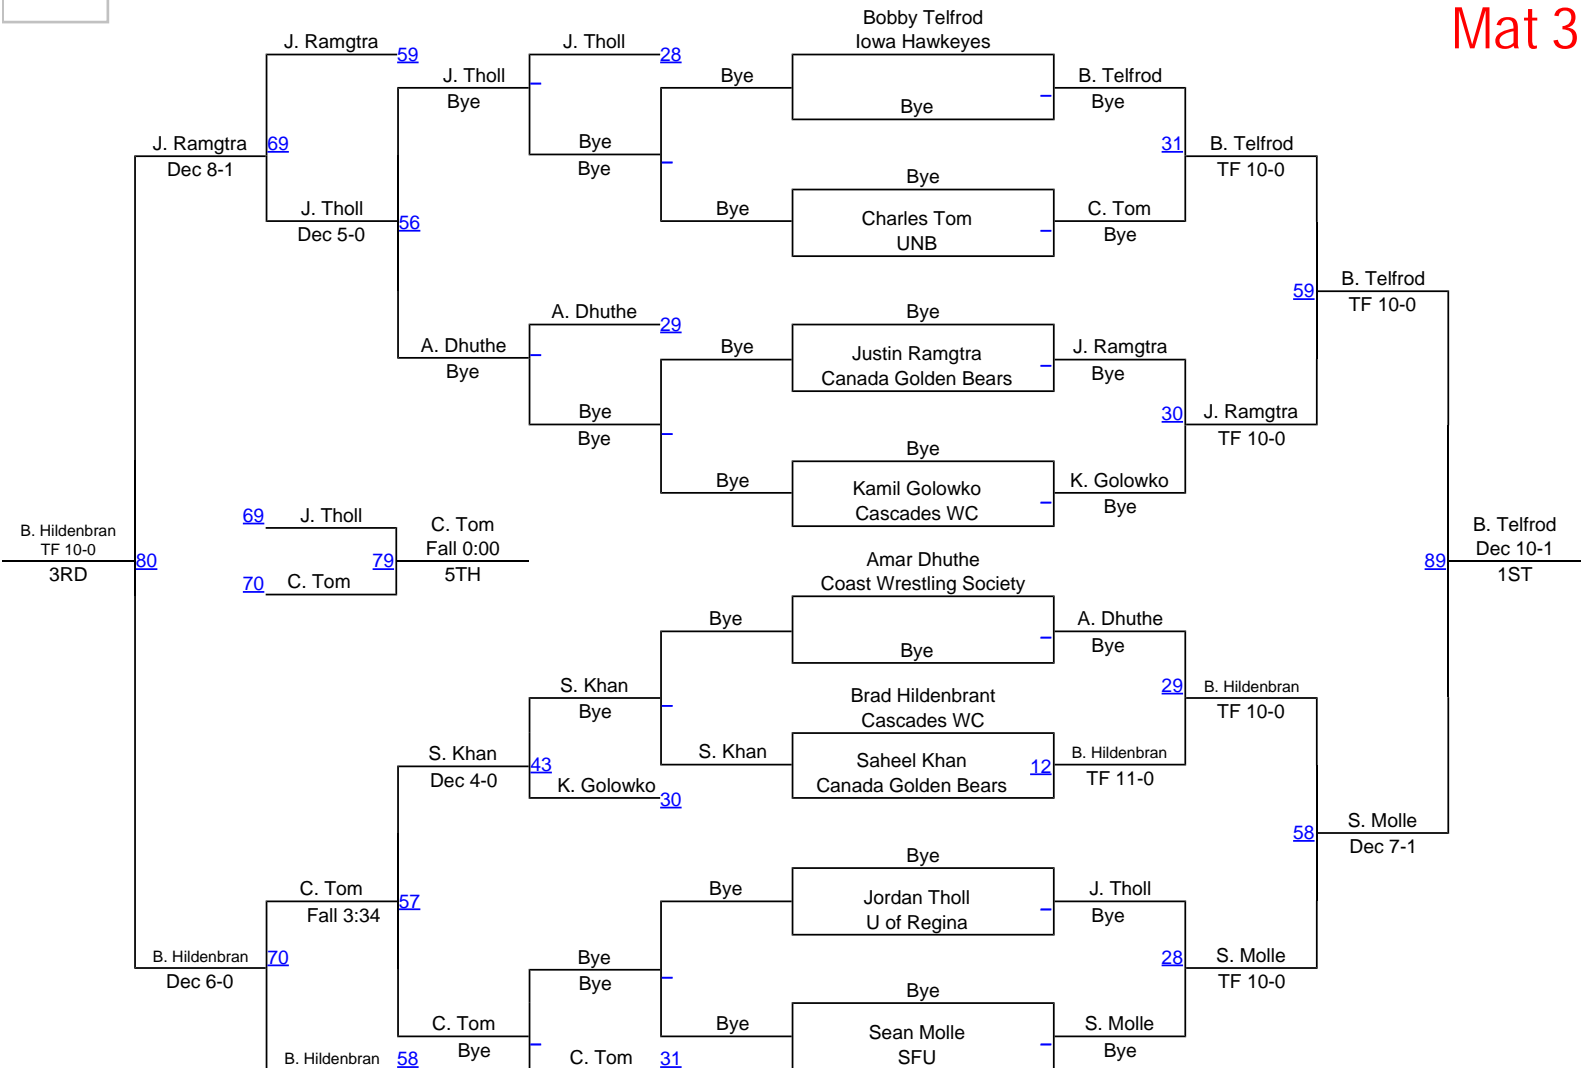 Mat 3
Bobby Telfrod
Iowa Hawkeyes
J. Ramgtra
59
J. Tholl
28
J. Tholl
Bye
Bye
Bye
B. Telfrod
Bye
J. Ramgtra
Dec 8-1
69
Bye
Bye
31
B. Telfrod
TF 10-0
J. Tholl
Dec 5-0
56
Bye
Bye
Charles Tom
UNB
C. Tom
Bye
59
B. Telfrod
TF 10-0
A. Dhuthe
29
A. Dhuthe
Bye
Bye
Bye
Justin Ramgtra
Canada Golden Bears
J. Ramgtra
Bye
Bye
Bye
30
J. Ramgtra
TF 10-0
Bye
Bye
Kamil Golowko
Cascades WC
K. Golowko
Bye
69
J. Tholl
C. Tom
Fall 0:00
5TH
79
70
C. Tom
B. Hildenbran
TF 10-0
3RD
80
89
B. Telfrod
Dec 10-1
1ST
Amar Dhuthe
Coast Wrestling Society
Bye
Bye
A. Dhuthe
Bye
S. Khan
Bye
Brad Hildenbrant
Cascades WC
29
B. Hildenbran
TF 10-0
S. Khan
Dec 4-0
43
S. Khan
Saheel Khan
Canada Golden Bears
12
B. Hildenbran
TF 11-0
K. Golowko
30
58
S. Molle
Dec 7-1
C. Tom
Fall 3:34
57
Bye
Bye
Jordan Tholl
U of Regina
J. Tholl
Bye
B. Hildenbran
Dec 6-0
70
Bye
Bye
28
S. Molle
TF 10-0
Bye
C. Tom
Bye
Bye
Sean Molle
SFU
S. Molle
Bye
B. Hildenbran
58
C. Tom
31